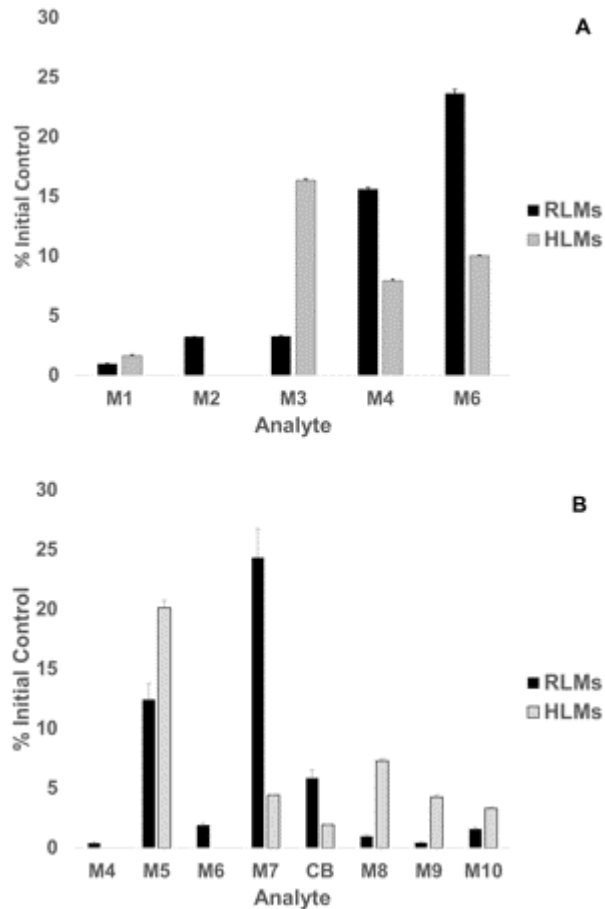 A
30
25
20
15
10
5
0
% Initial Control
RLMs
HLMs
M1 M2 M3 M4 M6
Analyte
B
30
25
20
15
10
5
0
% Initial Control
RLMs
HLMs
M4 M5 M6 M7 CB M8 M9 M10
Analyte